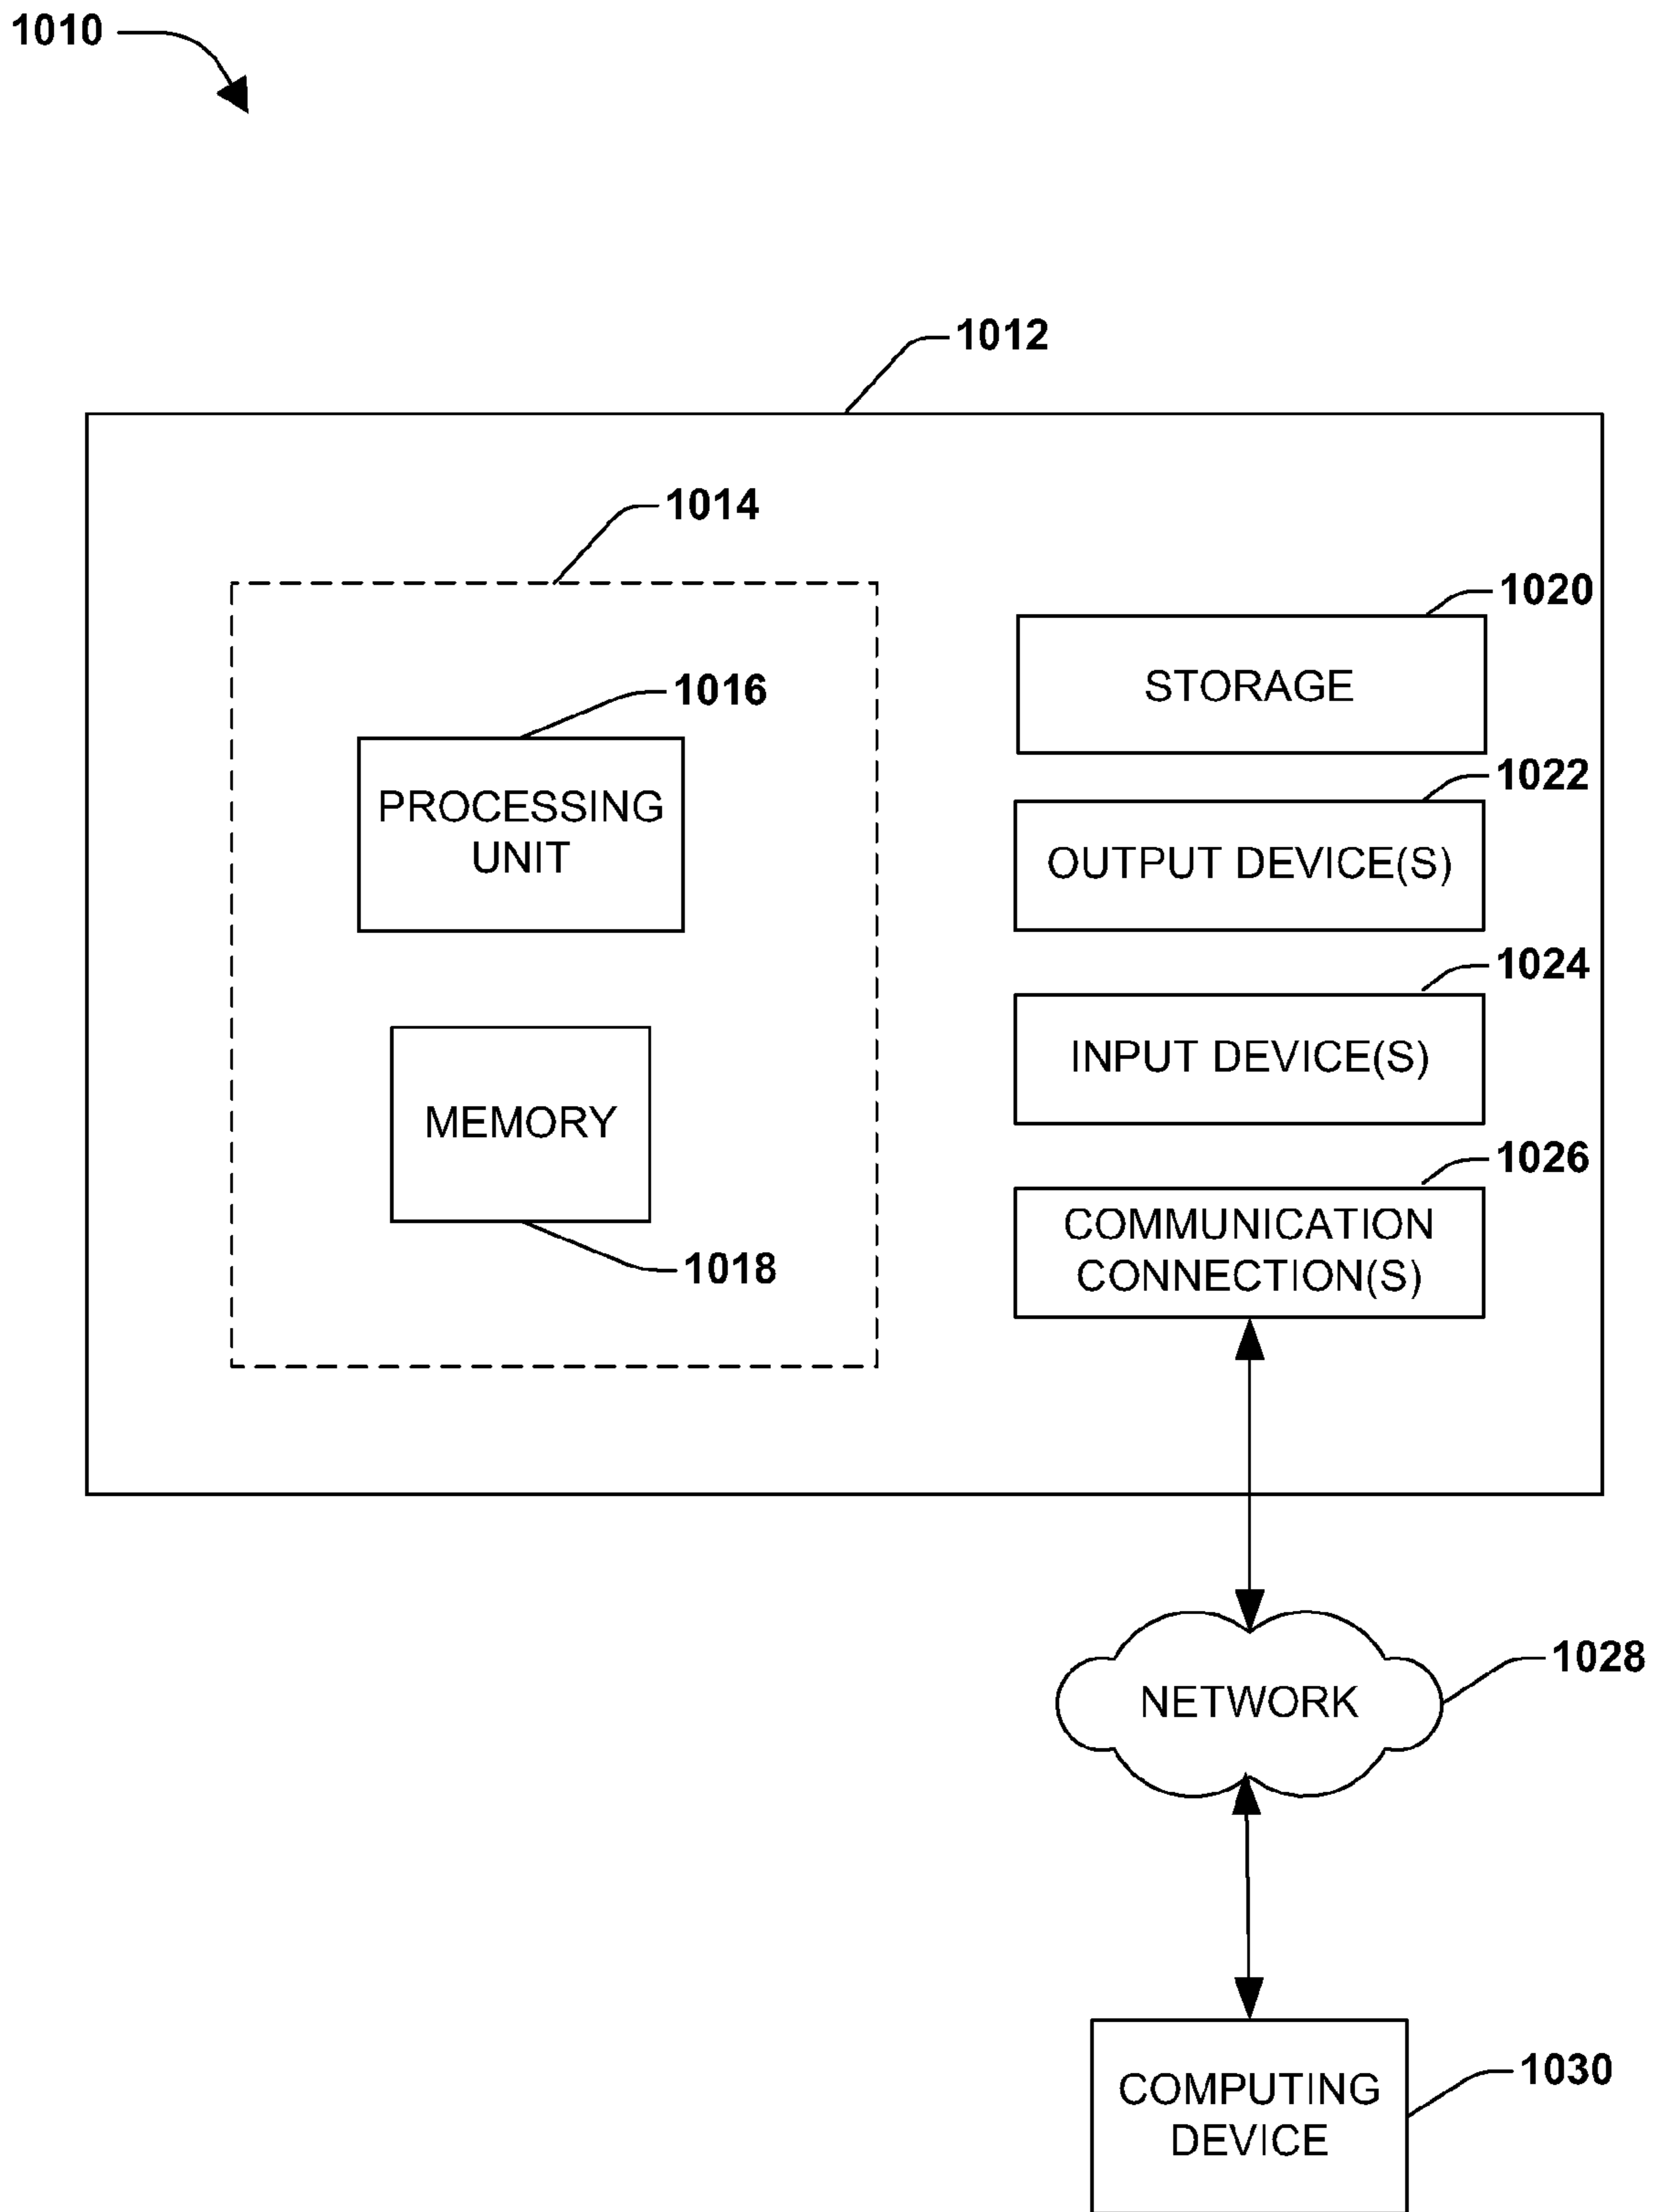 1010
1012
1014
1020
STORAGE
1016
PROCESSING
UNIT
1022
OUTPUT DEVICE(S)
1024
INPUT DEVICE(S)
MEMORY
1018
1026
COMMUNICATION
CONNECTION(S)
1028
NETWORK
1030
COMPUTING
DEVICE